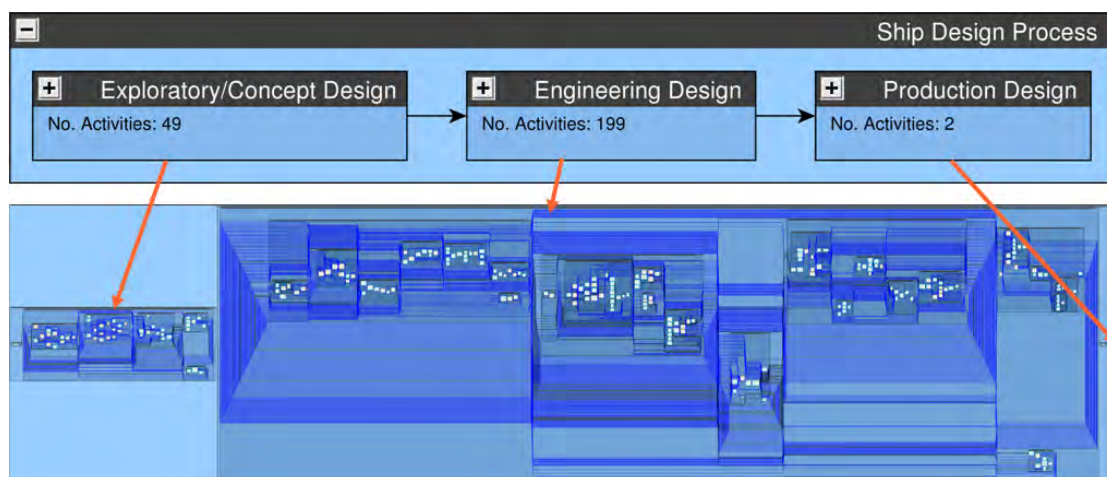 Ship Design Process
Exploratory/Concept Design
No. Activities: 49
Engineering Design
No. Activities: 199
Production Design
No. Activities: 2